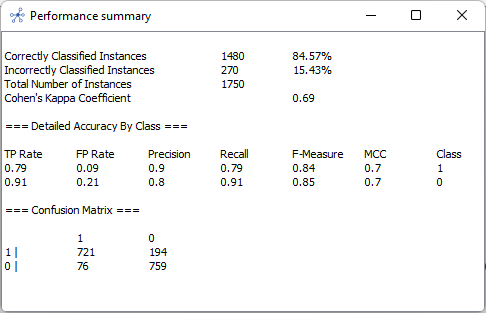 Performance summary
Correctly Classified Instances 1480 84.57%
Incorrectly Classified Instances 270 15.43%
Total Number of Instances 1750
Cohen's Kappa Coefficient 0.69
=== Detailed Accuracy By Class ===
TP Rate FP Rate Precision Recall F-Measure MCC Class
0.79 0.09 0.9 0.79 0.84 0.7 1
0.91 0.21 0.8 0.91 0.85 0.7 0
=== Confusion Matrix ===
1 0
1 | 721 194
0 | 76 759